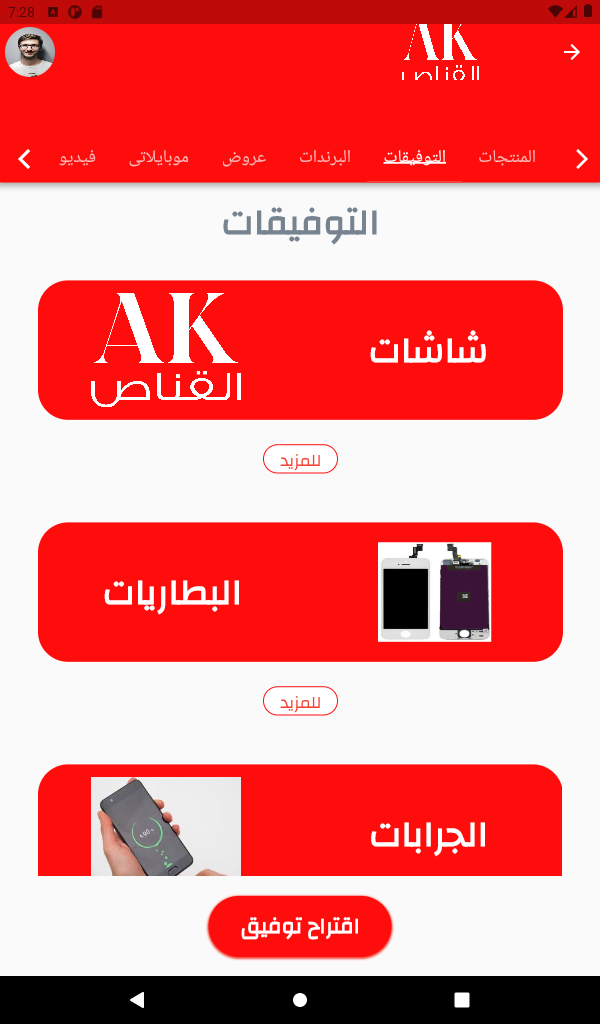 7:28
AK
القناص
المنتجات التوفيقات البرندات عروض موبايلاتى فيديو
التوفيقات
شاشات
AK
القناص
للمزيد
البطاريات
للمزيد
الجرابات
اقتراح توفيق